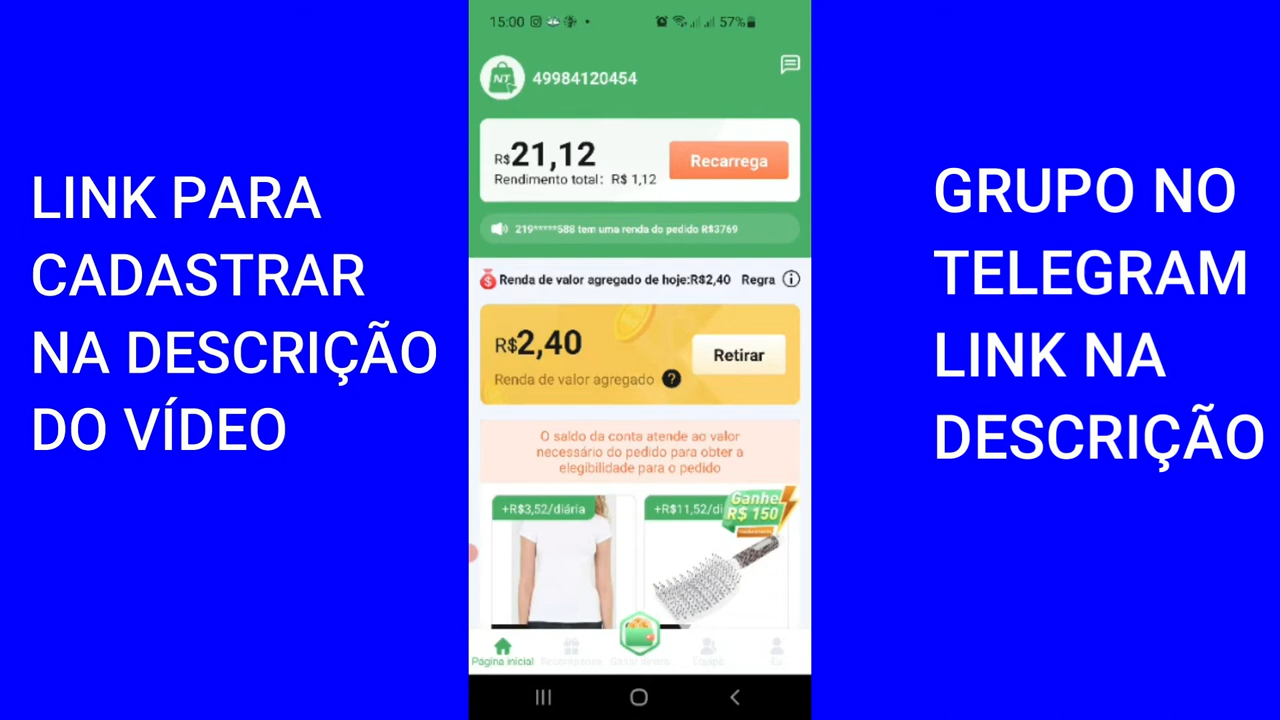 LINK PARA
CADASTRAR
NA DESCRIÇÃO
DO VÍDEO
15:00
57%
NT
49984120454
R$21,12
Rendimento total: R$ 1,12
Recarrega
219*****588 tem uma renda do pedido R$3769
Renda de valor agregado de hoje:R$2,40 Regra
R$2,40
Renda de valor agregado ?
Retirar
O saldo da conta atende ao valor
necessário do pedido para obter a
elegibilidade para o pedido
+R$3,52/diária
+R$11,52/di
Ganhe
R$ 150
Página inicial
Equipe
Eu
GRUPO NO
TELEGRAM
LINK NA
DESCRIÇÃO